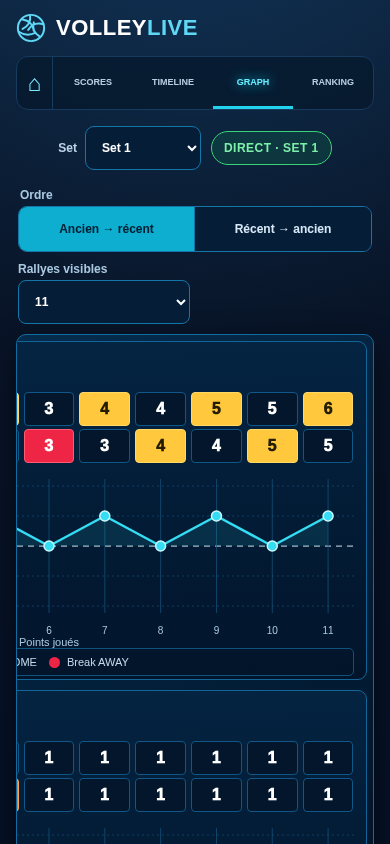 VOLLEYLIVE
SCORES TIMELINE GRAPH RANKING
Set Set 1 DIRECT · SET 1
Ordre
Ancien → récent Récent → ancien
Rallyes visibles
11
3 4 4 5 5 6
3 3 4 4 5 5
6 7 8 9 10 11
Points joués
OME Break AWAY
1 1 1 1 1 1
1 1 1 1 1 1